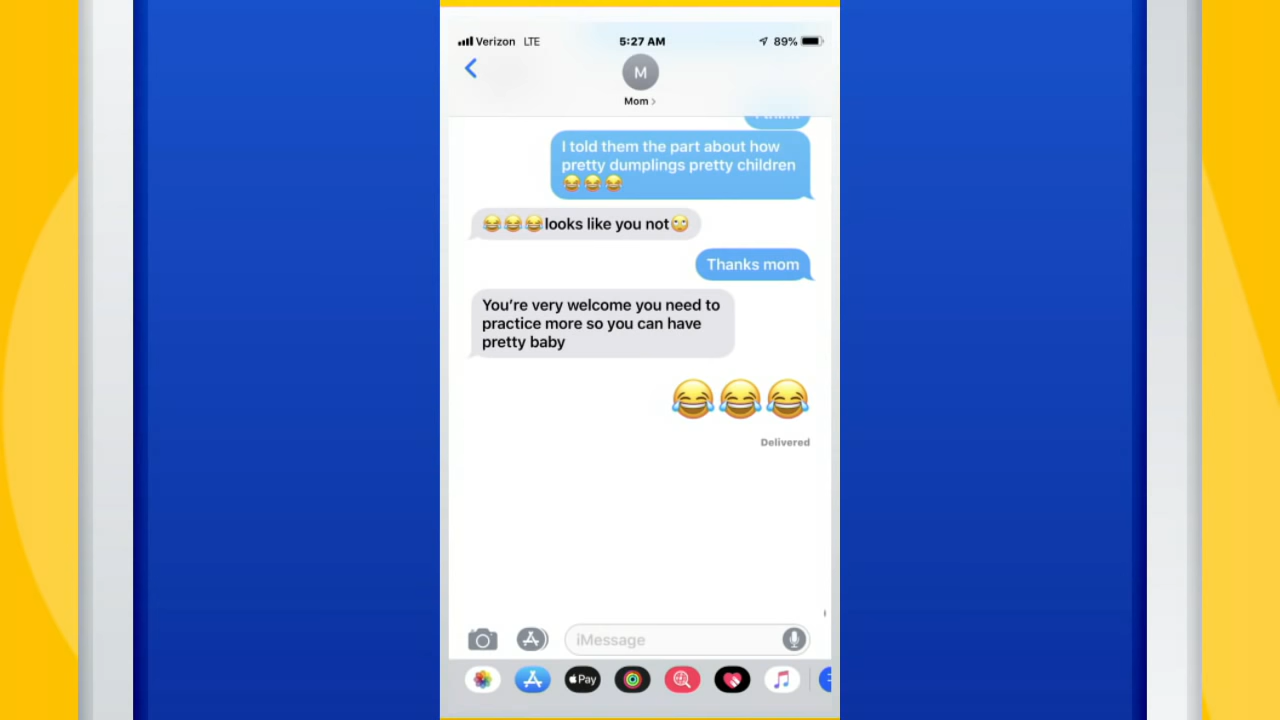 Verizon LTE 5:27 AM 89%
M
Mom
I told them the part about how
pretty dumplings pretty children
😂😂😂
😂😂😂looks like you not🙄
Thanks mom
You’re very welcome you need to
practice more so you can have
pretty baby
😂😂😂
Delivered
iMessage
Pay